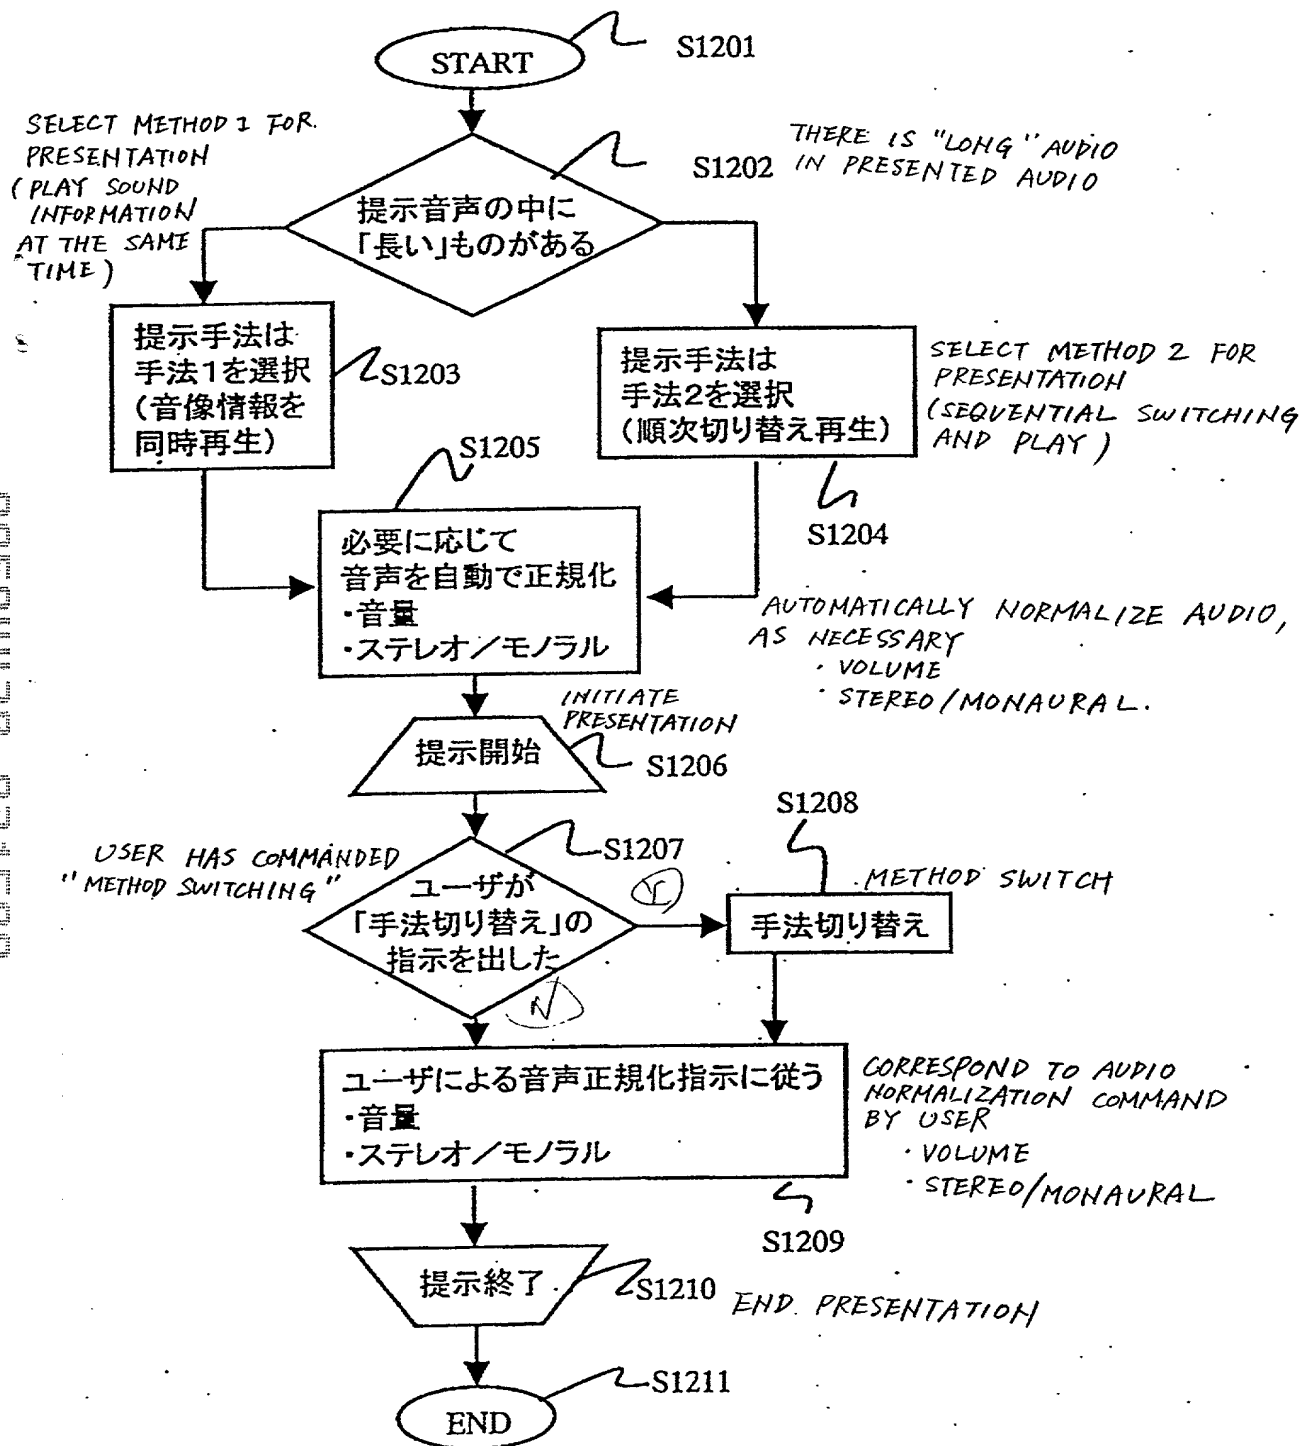 START
S1201
SELECT METHOD 1 FOR.
PRESENTATION
(PLAY SOUND
INFORMATION
AT THE SAME
TIME)
S1202
THERE IS "LONG" AUDIO
IN PRESENTED AUDIO
提示音声の中に
「長い」ものがある
提示手法は
手法1を選択
(音像情報を
同時再生)
S1203
提示手法は
手法2を選択
(順次切り替え再生)
SELECT METHOD 2 FOR
PRESENTATION
(SEQUENTIAL SWITCHING
AND PLAY)
S1204
S1205
必要に応じて
音声を自動で正規化
・音量
・ステレオ/モノラル
AUTOMATICALLY NORMALIZE AUDIO,
AS NECESSARY
・VOLUME
・STEREO/MONAURAL.
INITIATE
PRESENTATION
提示開始
S1206
USER HAS COMMANDED
"METHOD SWITCHING"
S1207
ユーザが
「手法切り替え」の
指示を出した
Y
N
S1208
METHOD SWITCH
手法切り替え
ユーザによる音声正規化指示に従う
・音量
・ステレオ/モノラル
CORRESPOND TO AUDIO
NORMALIZATION COMMAND
BY USER
・VOLUME
・STEREO/MONAURAL
S1209
提示終了
S1210
END. PRESENTATION
S1211
END